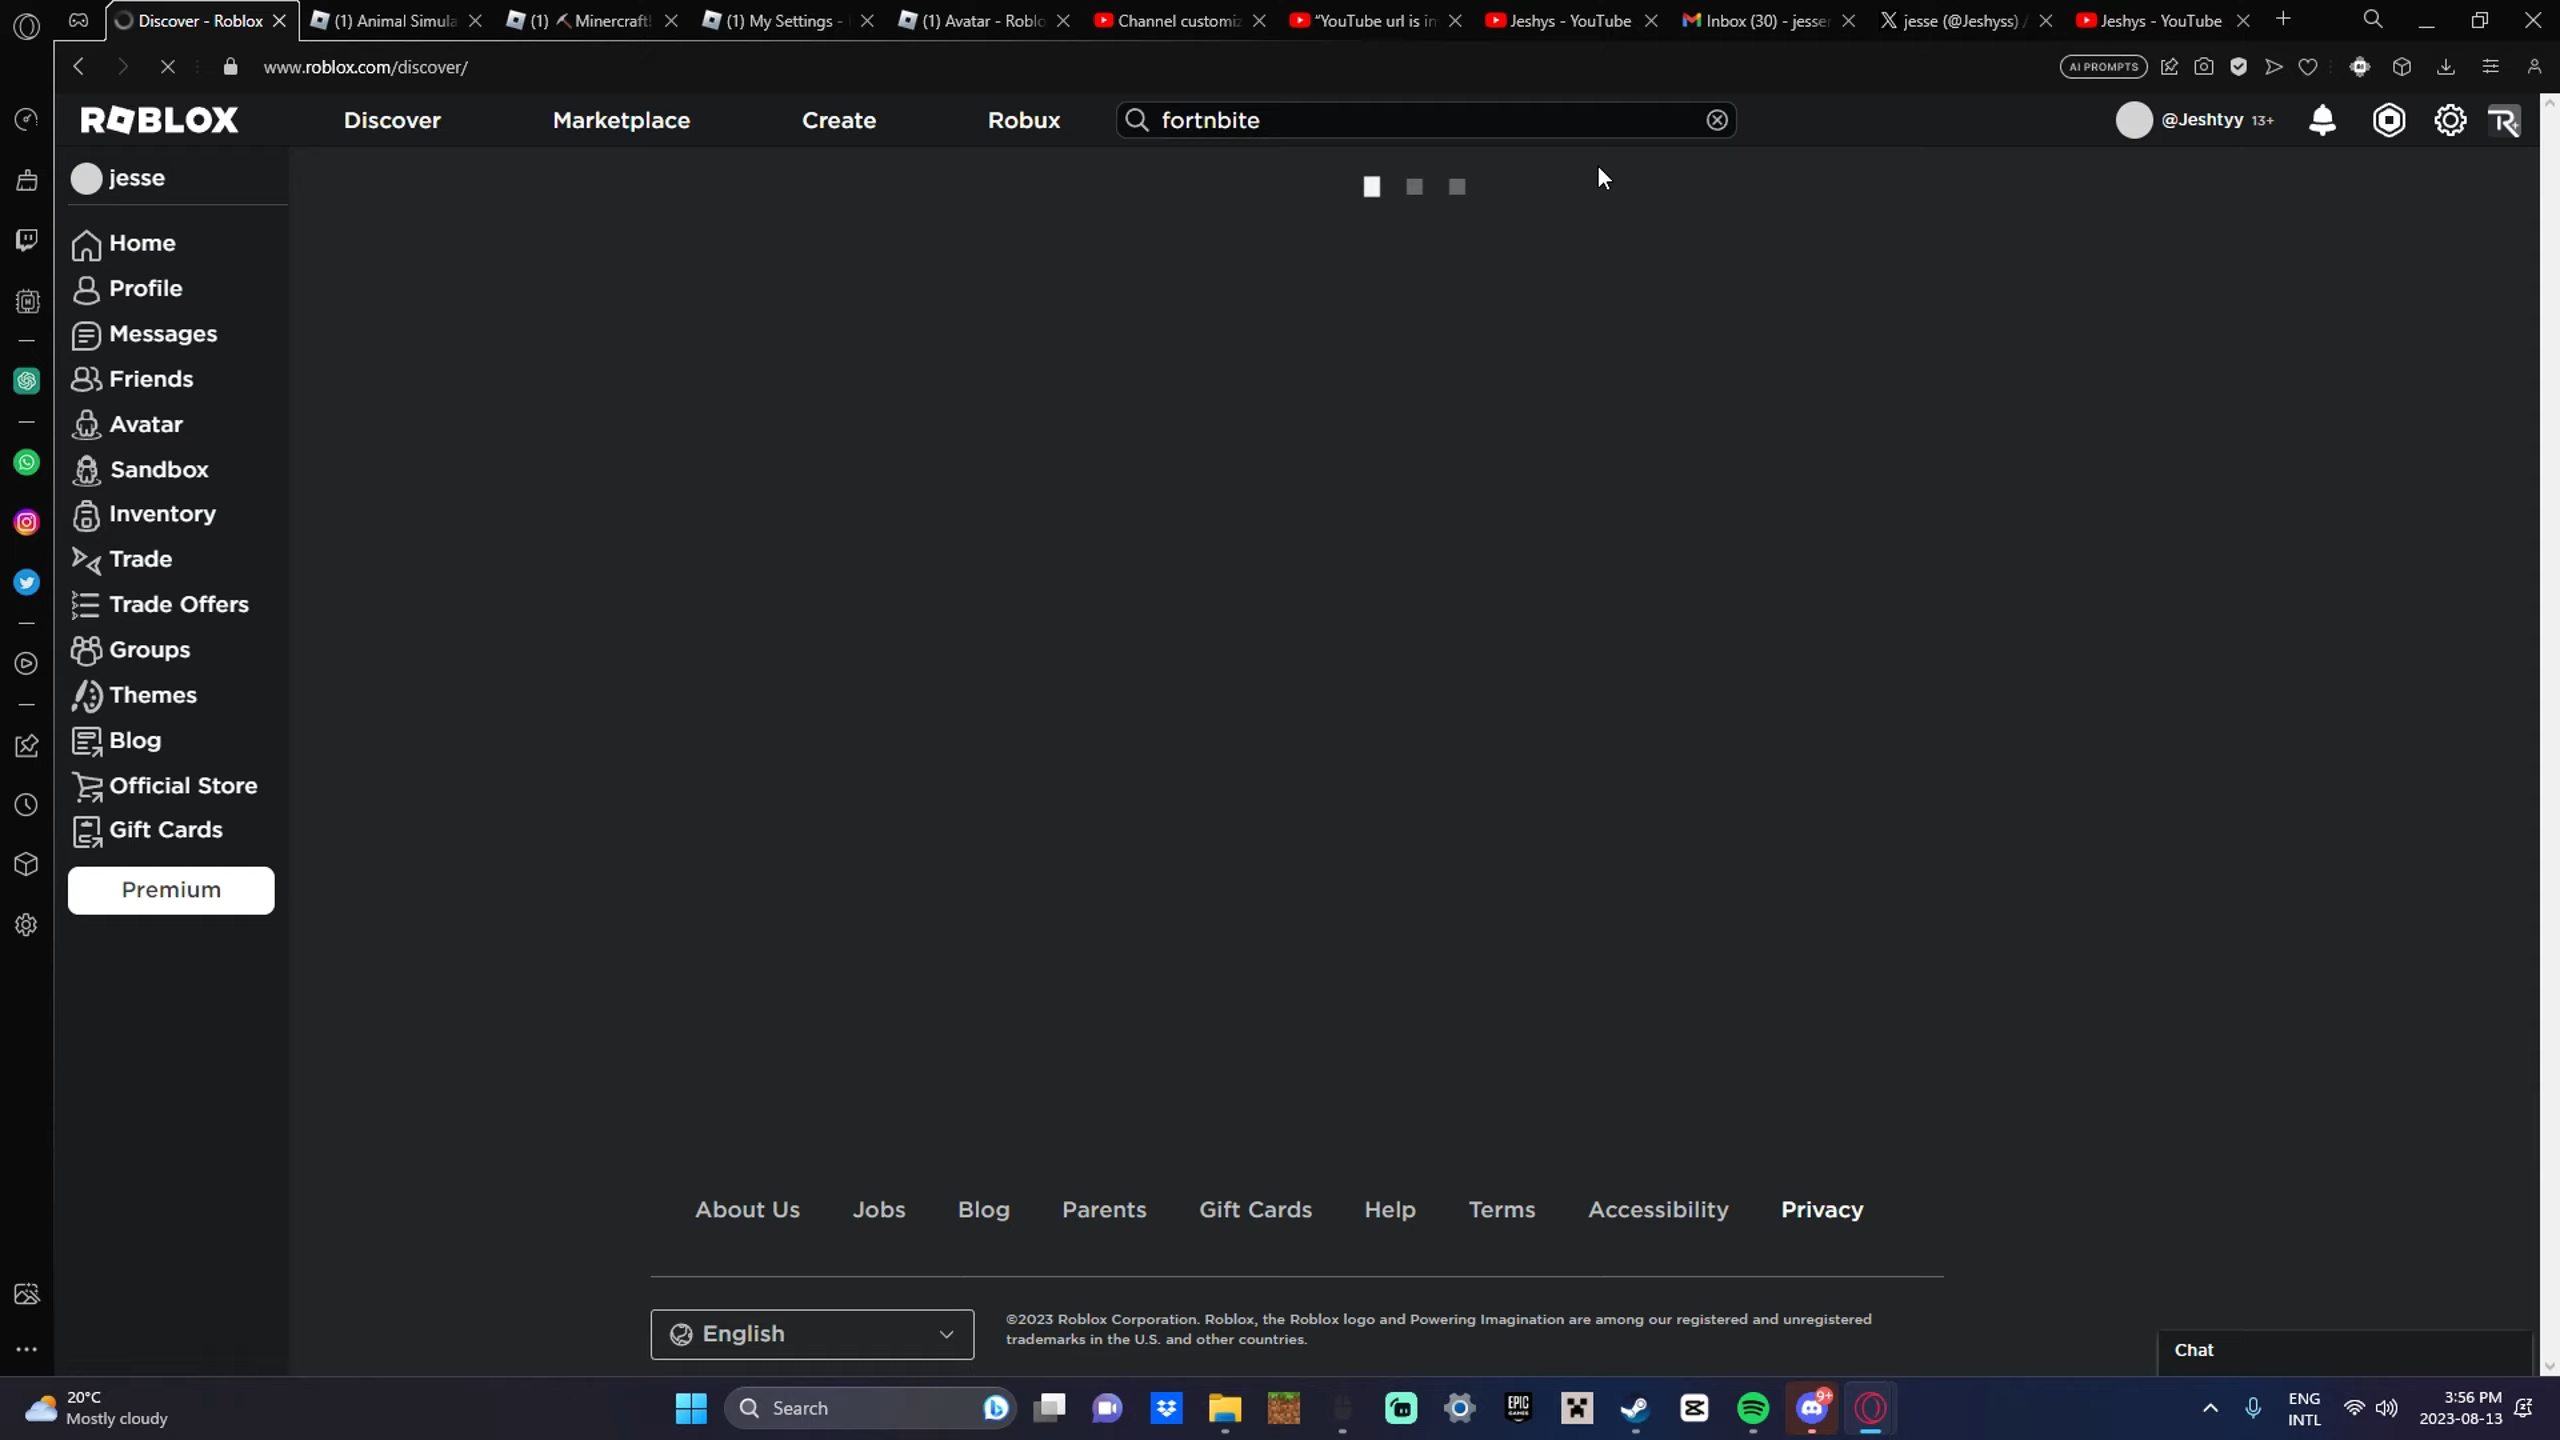 Discover - Roblox
(1) Animal Simula
(1) ⛏Minercraft
(1) My Settings -
(1) Avatar - Roblo
Channel customiz
"YouTube url is in
Jeshys - YouTube
Inbox (30) - jesser
jesse (@Jeshyss) /
Jeshys - YouTube
www.roblox.com/discover/
AI PROMPTS
ROBLOX
Discover
Marketplace
Create
Robux
fortnbite
@Jeshtyy 13+
jesse
Home
Profile
Messages
Friends
Avatar
Sandbox
Inventory
Trade
Trade Offers
Groups
Themes
Blog
Official Store
Gift Cards
Premium
About Us
Jobs
Blog
Parents
Gift Cards
Help
Terms
Accessibility
Privacy
English
©2023 Roblox Corporation. Roblox, the Roblox logo and Powering Imagination are among our registered and unregistered
trademarks in the U.S. and other countries.
Chat
20°C
Mostly cloudy
Search
EPIC
GAMES
9+
ENG
INTL
3:56 PM
2023-08-13